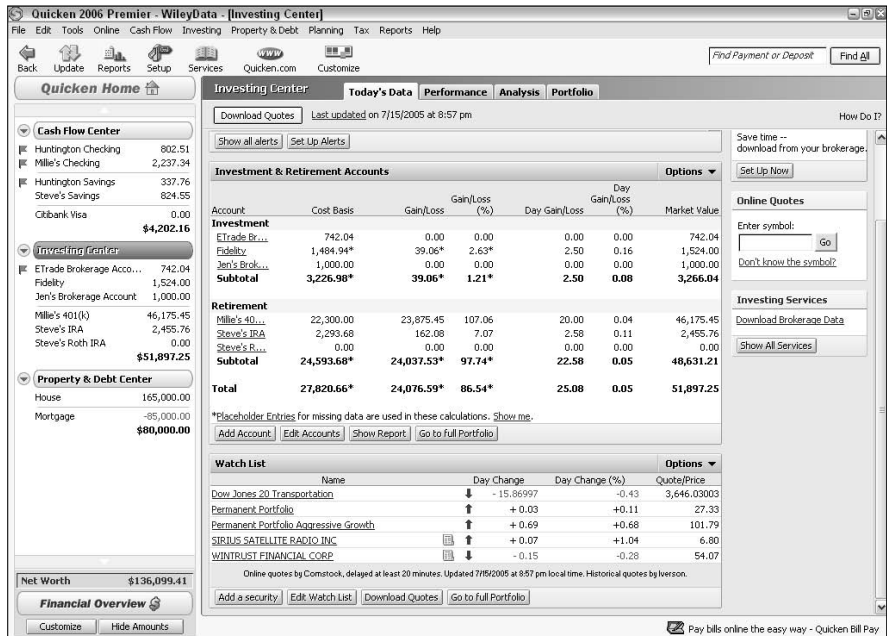 Quicken 2006 Premier - WileyData - [Investing Center]
File Edit Tools Online Cash Flow Investing Property & Debt Planning Tax Reports Help
Back Update Reports Setup Services Quicken.com Customize
Find Payment or Deposit Find All
Quicken Home
Cash Flow Center
Huntington Checking 802.51
Millie's Checking 2,237.34
Huntington Savings 337.76
Steve's Savings 824.55
Citibank Visa 0.00
$4,202.16
Investing Center
ETrade Brokerage Acco... 742.04
Fidelity 1,524.00
Jen's Brokerage Account 1,000.00
Millie's 401(k) 46,175.45
Steve's IRA 2,455.76
Steve's Roth IRA 0.00
$51,897.25
Property & Debt Center
House 165,000.00
Mortgage -85,000.00
$80,000.00
Net Worth $136,099.41
Financial Overview
Customize Hide Amounts
Investing Center Today's Data Performance Analysis Portfolio
Download Quotes Last updated on 7/15/2005 at 8:57 pm How Do I?
Show all alerts Set Up Alerts
Investment & Retirement Accounts Options
Account Cost Basis Gain/Loss Gain/Loss (%) Day Gain/Loss Day Gain/Loss (%) Market Value
Investment
ETrade Br... 742.04 0.00 0.00 0.00 0.00 742.04
Fidelity 1,484.94* 39.06* 2.63* 2.50 0.16 1,524.00
Jen's Brok... 1,000.00 0.00 0.00 0.00 0.00 1,000.00
Subtotal 3,226.98* 39.06* 1.21* 2.50 0.08 3,266.04
Retirement
Millie's 40... 22,300.00 23,875.45 107.06 20.00 0.04 46,175.45
Steve's IRA 2,293.68 162.08 7.07 2.58 0.11 2,455.76
Steve's R... 0.00 0.00 0.00 0.00 0.00 0.00
Subtotal 24,593.68* 24,037.53* 97.74* 22.58 0.05 48,631.21
Total 27,820.66* 24,076.59* 86.54* 25.08 0.05 51,897.25
*Placeholder Entries for missing data are used in these calculations. Show me.
Add Account Edit Accounts Show Report Go to full Portfolio
Watch List Options
Name Day Change Day Change (%) Quote/Price
Dow Jones 20 Transportation - 15.86997 -0.43 3,646.03003
Permanent Portfolio + 0.03 +0.11 27.33
Permanent Portfolio Aggressive Growth + 0.69 +0.68 101.79
SIRIUS SATELLITE RADIO INC + 0.07 +1.04 6.80
WINTRUST FINANCIAL CORP - 0.15 -0.28 54.07
Online quotes by Comstock, delayed at least 20 minutes. Updated 7/15/2005 at 8:57 pm local time. Historical quotes by Iverson.
Add a security Edit Watch List Download Quotes Go to full Portfolio
Save time --
download from your brokerage.
Set Up Now
Online Quotes
Enter symbol:
Go
Don't know the symbol?
Investing Services
Download Brokerage Data
Show All Services
Pay bills online the easy way - Quicken Bill Pay